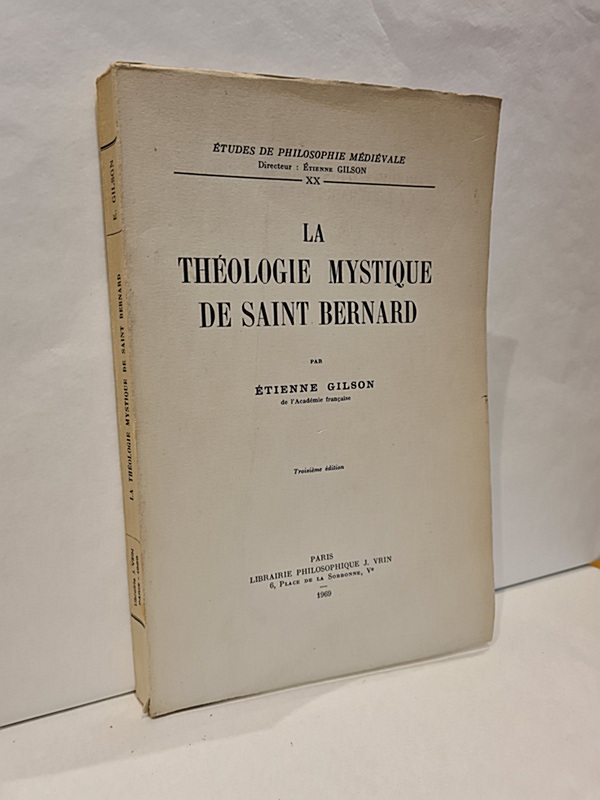 ÉTUDES DE PHILOSOPHIE MÉDIÉVALE
Directeur : ÉTIENNE GILSON
XX
LA
THÉOLOGIE MYSTIQUE
DE SAINT BERNARD
PAR
ÉTIENNE GILSON
de l'Académie française
Troisième édition
PARIS
LIBRAIRIE PHILOSOPHIQUE J. VRIN
6, PLACE DE LA SORBONNE, Ve
1969
E. GILSON
LA THÉOLOGIE MYSTIQUE DE SAINT BERNARD